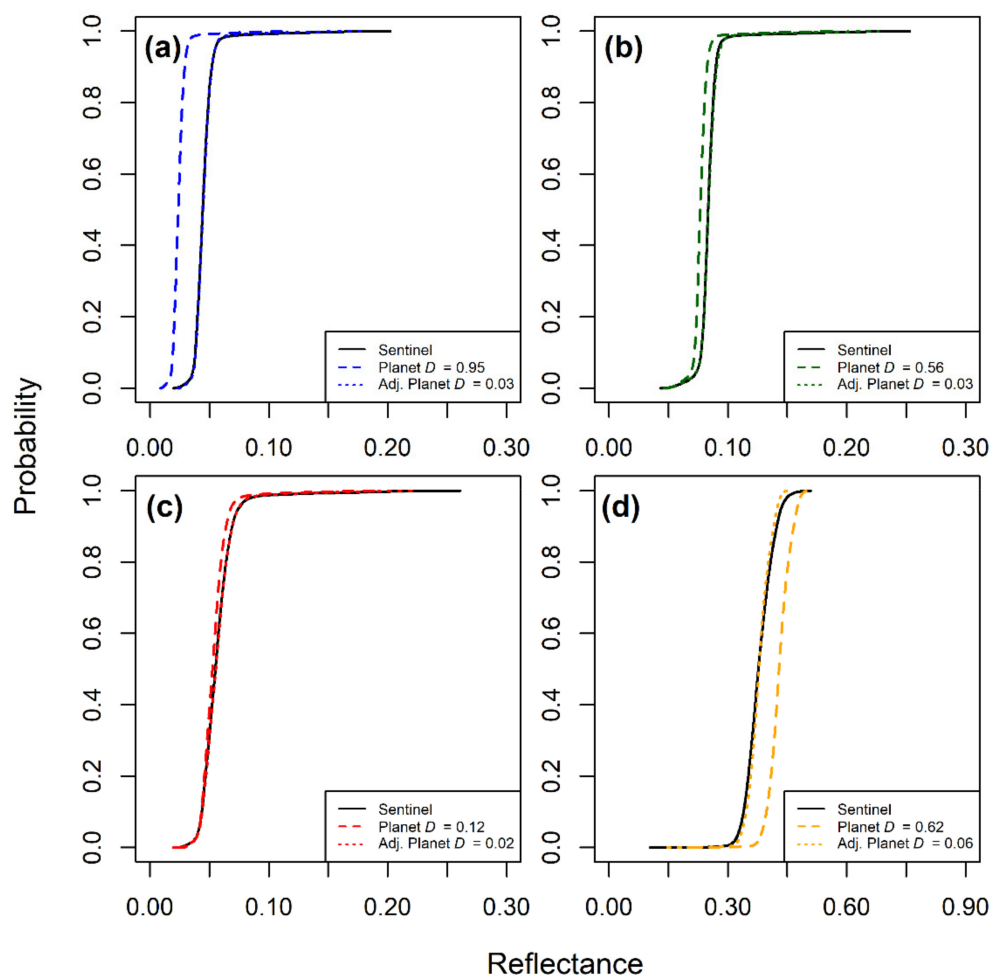 (a)
1.0
0.8
0.6
0.4
0.2
0.0
Sentinel
Planet D = 0.95
Adj. Planet D = 0.03
0.00 0.10 0.20 0.30
(b)
1.0
0.8
0.6
0.4
0.2
0.0
Sentinel
Planet D = 0.56
Adj. Planet D = 0.03
0.00 0.10 0.20 0.30
Probability
(c)
1.0
0.8
0.6
0.4
0.2
0.0
Sentinel
Planet D = 0.12
Adj. Planet D = 0.02
0.00 0.10 0.20 0.30
(d)
1.0
0.8
0.6
0.4
0.2
0.0
Sentinel
Planet D = 0.62
Adj. Planet D = 0.06
0.00 0.30 0.60 0.90
Reflectance